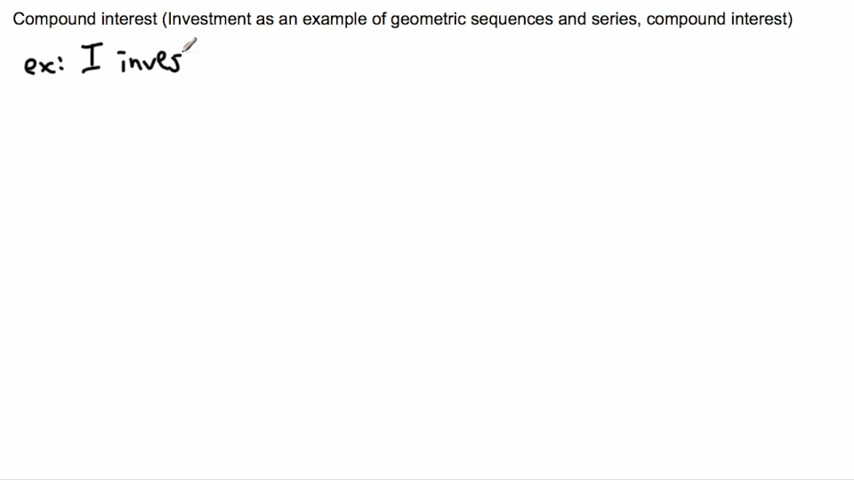 Compound interest (Investment as an example of geometric sequences and series, compound interest)
ex: I inves